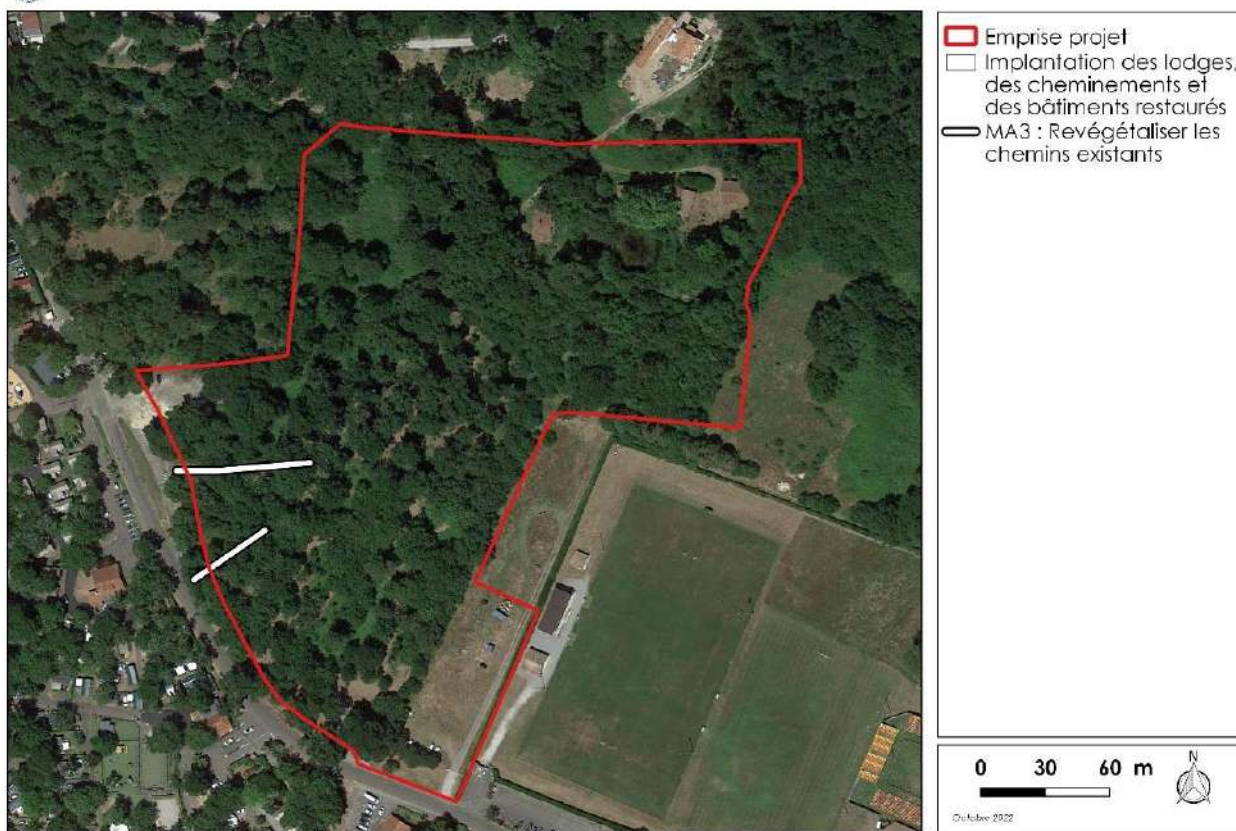 Emprise projet
Implantation des lodges,
des cheminements et
des bâtiments restaurés
MA3 : Revégétaliser les
chemins existants
0 30 60 m
N
Octobre 2022